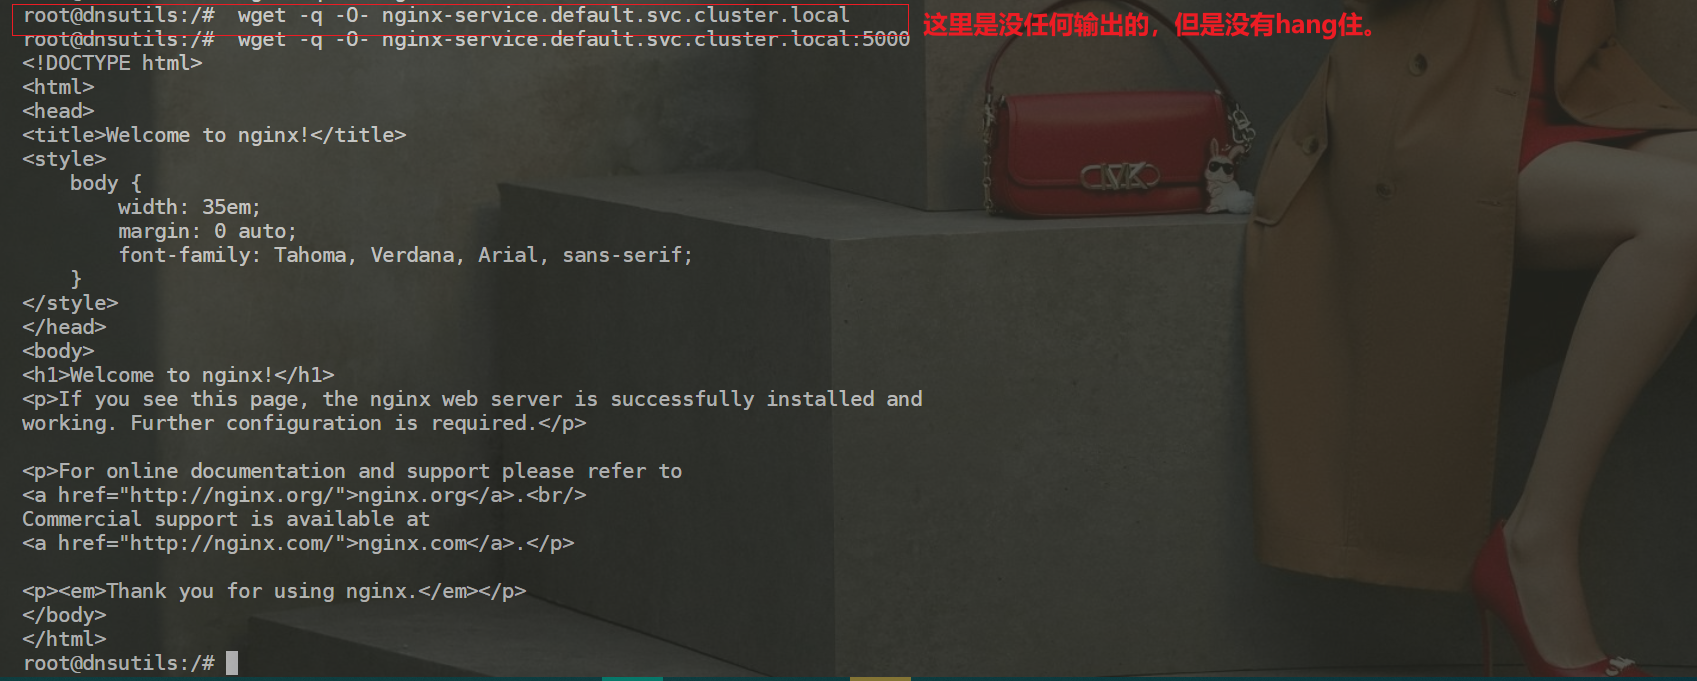 root@dnsutils:/#  wget -q -O- nginx-service.default.svc.cluster.local
这里是没任何输出的，但是没有hang住。
root@dnsutils:/#  wget -q -O- nginx-service.default.svc.cluster.local:5000
<!DOCTYPE html>
<html>
<head>
<title>Welcome to nginx!</title>
<style>
    body {
        width: 35em;
        margin: 0 auto;
        font-family: Tahoma, Verdana, Arial, sans-serif;
    }
</style>
</head>
<body>
<h1>Welcome to nginx!</h1>
<p>If you see this page, the nginx web server is successfully installed and
working. Further configuration is required.</p>
<p>For online documentation and support please refer to
<a href="http://nginx.org/">nginx.org</a>.<br/>
Commercial support is available at
<a href="http://nginx.com/">nginx.com</a>.</p>
<p><em>Thank you for using nginx.</em></p>
</body>
</html>
root@dnsutils:/#
MK